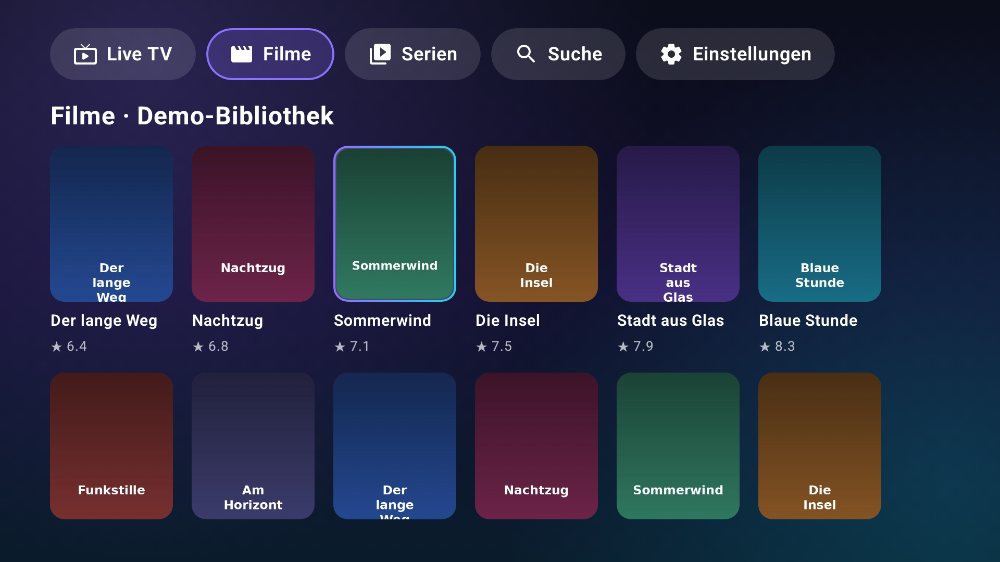 Live TV Filme Serien Suche Einstellungen
Filme · Demo-Bibliothek
Der lange Weg
Nachtzug
Sommerwind
Die Insel
Stadt aus Glas
Blaue Stunde
Der lange Weg Nachtzug Sommerwind Die Insel Stadt aus Glas Blaue Stunde
★ 6.4 ★ 6.8 ★ 7.1 ★ 7.5 ★ 7.9 ★ 8.3
Funkstille
Am Horizont
Der lange Weg
Nachtzug
Sommerwind
Die Insel